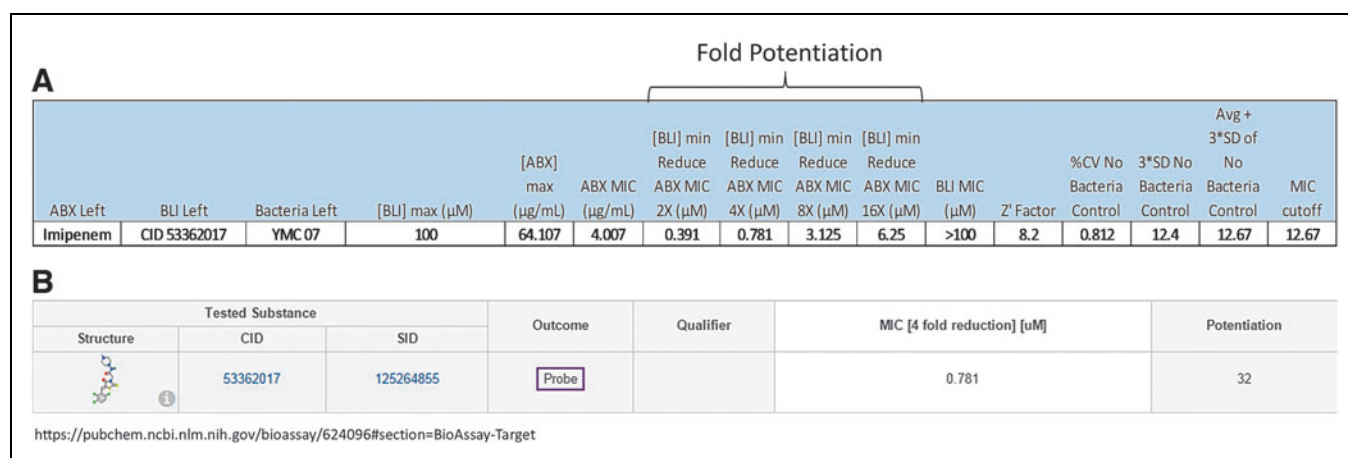 Fold Potentiation
A
Avg +
[BLI] min [BLI] min [BLI] min [BLI] min 3*SD of
[ABX] Reduce Reduce Reduce Reduce %CV No 3*SD No No
max ABX MIC ABX MIC ABX MIC ABX MIC ABX MIC BLI MIC Bacteria Bacteria Bacteria MIC
ABX Left BLI Left Bacteria Left [BLI] max (μM) (μg/mL) (μg/mL) 2X (μM) 4X (μM) 8X (μM) 16X (μM) (μM) Z' Factor Control Control Control cutoff
Imipenem CID 53362017 YMC 07 100 64.107 4.007 0.391 0.781 3.125 6.25 >100 8.2 0.812 12.4 12.67 12.67
B
Tested Substance Outcome Qualifier MIC [4 fold reduction] [uM] Potentiation
Structure CID SID
53362017 125264855 Probe 0.781 32
https://pubchem.ncbi.nlm.nih.gov/bioassay/624096#section=BioAssay-Target